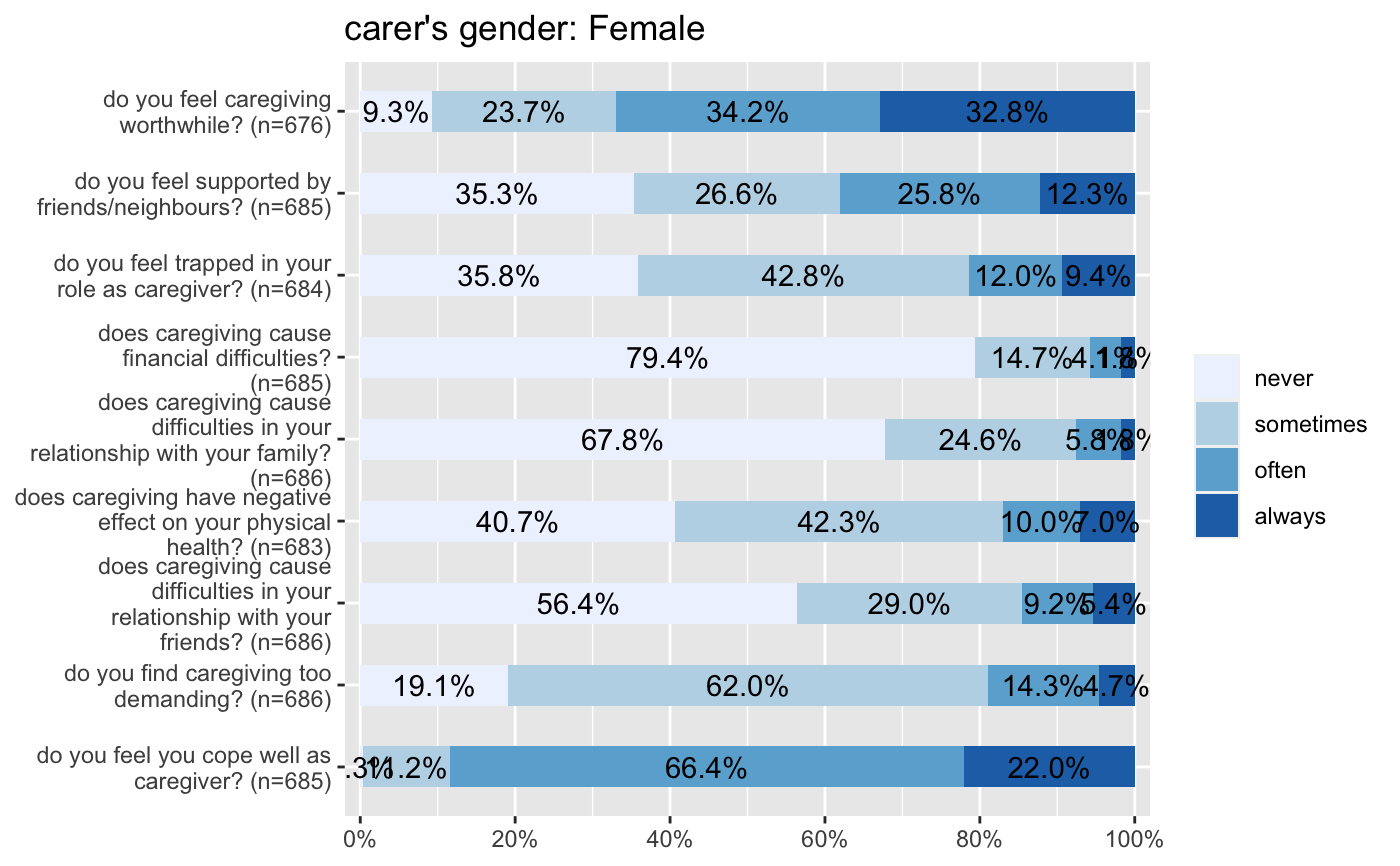 carer's gender: Female
do you feel caregiving
worthwhile? (n=676)
9.3% 23.7% 34.2% 32.8%
do you feel supported by
friends/neighbours? (n=685)
35.3% 26.6% 25.8% 12.3%
do you feel trapped in your
role as caregiver? (n=684)
35.8% 42.8% 12.0% 9.4%
does caregiving cause
financial difficulties?
(n=685)
79.4% 14.7% 4.1% 1.8%
does caregiving cause
difficulties in your
relationship with your family?
(n=686)
67.8% 24.6% 5.8% 1.8%
does caregiving have negative
effect on your physical
health? (n=683)
40.7% 42.3% 10.0% 7.0%
does caregiving cause
difficulties in your
relationship with your
friends? (n=686)
56.4% 29.0% 9.2% 5.4%
do you find caregiving too
demanding? (n=686)
19.1% 62.0% 14.3% 4.7%
do you feel you cope well as
caregiver? (n=685)
.3% 11.2% 66.4% 22.0%
0% 20% 40% 60% 80% 100%
never
sometimes
often
always